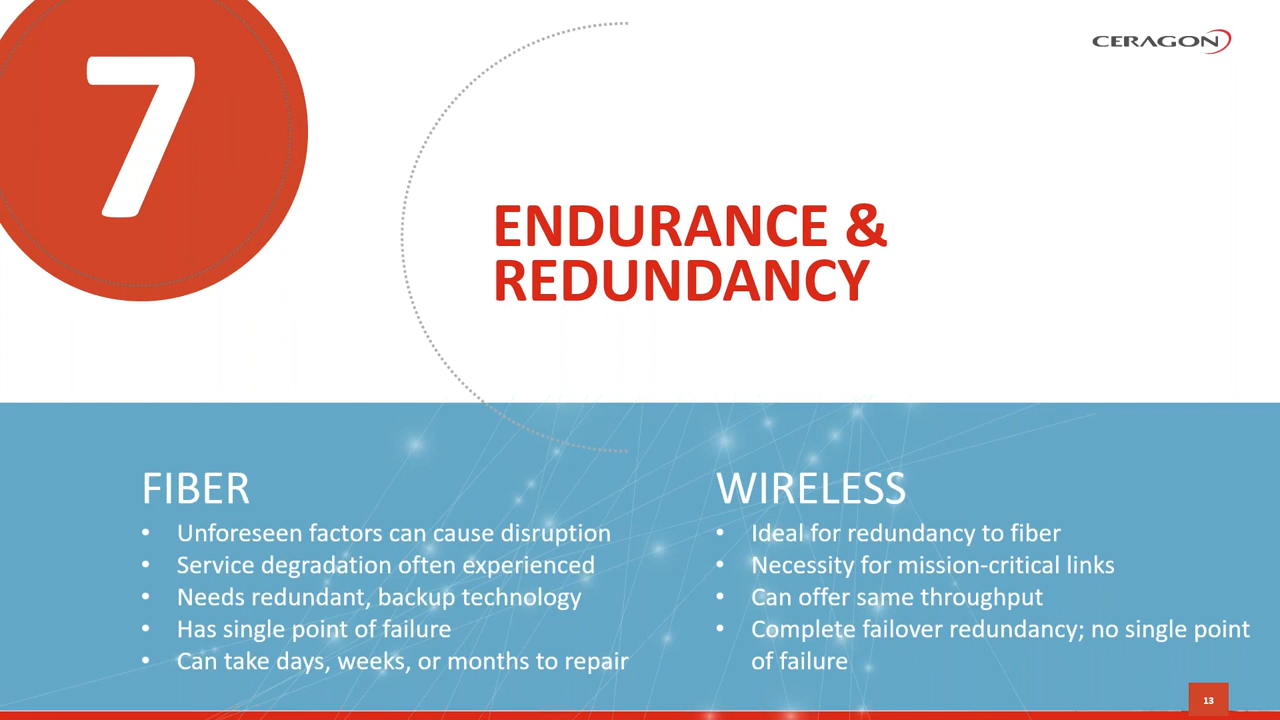 7
CERAGON
ENDURANCE &
REDUNDANCY
FIBER
• Unforeseen factors can cause disruption
• Service degradation often experienced
• Needs redundant, backup technology
• Has single point of failure
• Can take days, weeks, or months to repair
WIRELESS
• Ideal for redundancy to fiber
• Necessity for mission-critical links
• Can offer same throughput
• Complete failover redundancy; no single point
of failure
13